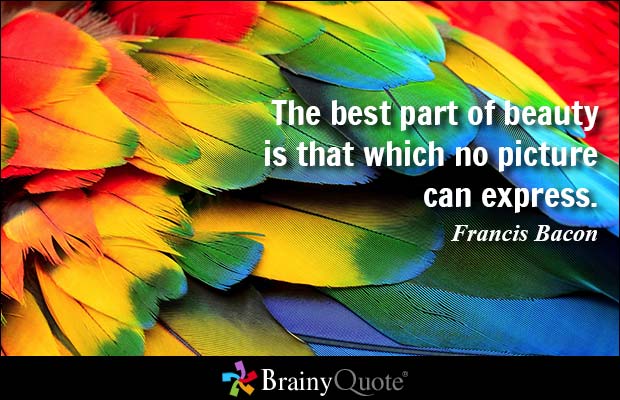 The best part of beauty
is that which no picture
can express.
Francis Bacon
BrainyQuote®